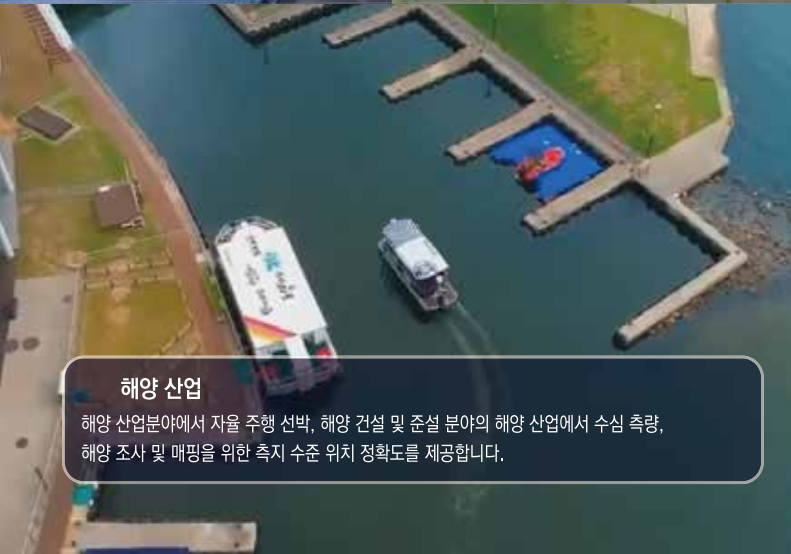 해양 산업
해양 산업분야에서 자율 주행 선박, 해양 건설 및 준설 분야의 해양 산업에서 수심 측량,
해양 조사 및 매핑을 위한 측지 수준 위치 정확도를 제공합니다.